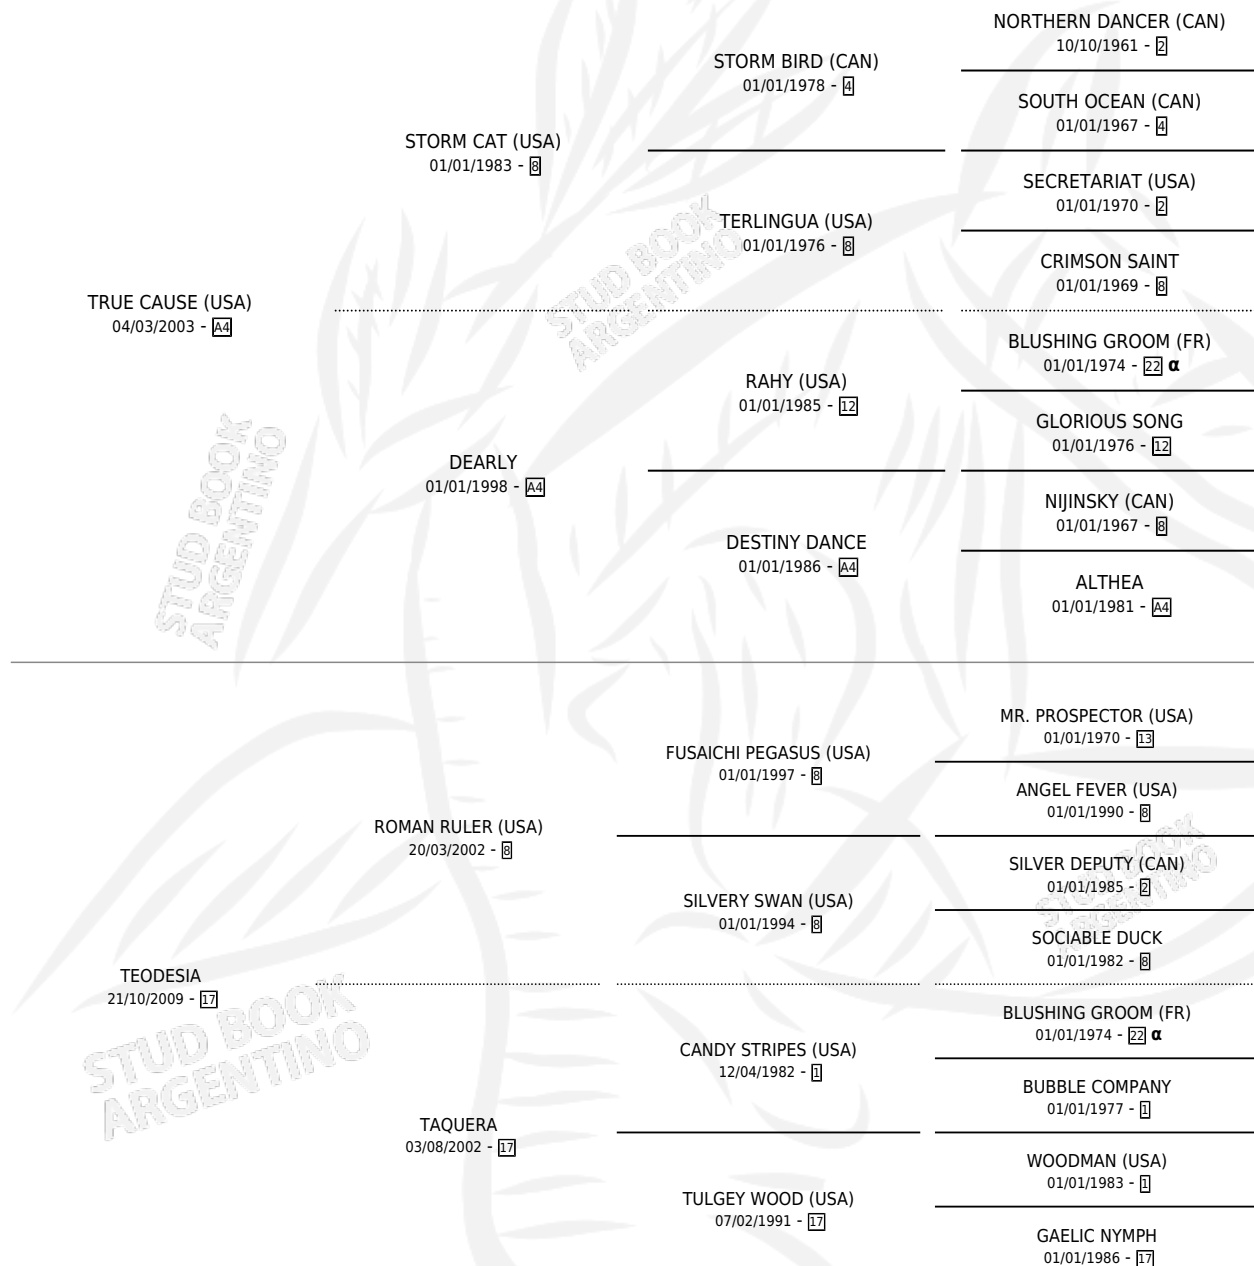 NORTHERN DANCER (CAN)
10/10/1961 - 2
STORM BIRD (CAN)
01/01/1978 - 4
SOUTH OCEAN (CAN)
01/01/1967 - 4
STORM CAT (USA)
01/01/1983 - 8
SECRETARIAT (USA)
01/01/1970 - 2
TERLINGUA (USA)
01/01/1976 - 8
CRIMSON SAINT
01/01/1969 - 8
TRUE CAUSE (USA)
04/03/2003 - A4
BLUSHING GROOM (FR)
01/01/1974 - 22 α
RAHY (USA)
01/01/1985 - 12
GLORIOUS SONG
01/01/1976 - 12
DEARLY
01/01/1998 - A4
NIJINSKY (CAN)
01/01/1967 - 8
DESTINY DANCE
01/01/1986 - A4
ALTHEA
01/01/1981 - A4
MR. PROSPECTOR (USA)
01/01/1970 - 13
FUSAICHI PEGASUS (USA)
01/01/1997 - 8
ANGEL FEVER (USA)
01/01/1990 - 8
ROMAN RULER (USA)
20/03/2002 - 8
SILVER DEPUTY (CAN)
01/01/1985 - 2
SILVERY SWAN (USA)
01/01/1994 - 8
SOCIABLE DUCK
01/01/1982 - 8
TEODESIA
21/10/2009 - 17
BLUSHING GROOM (FR)
01/01/1974 - 22 α
CANDY STRIPES (USA)
12/04/1982 - 1
BUBBLE COMPANY
01/01/1977 - 1
TAQUERA
03/08/2002 - 17
WOODMAN (USA)
01/01/1983 - 1
TULGEY WOOD (USA)
07/02/1991 - 17
GAELIC NYMPH
01/01/1986 - 17
STUD BOOK
ARGENTINO
STUD BOOK
ARGENTINO
STUD BOOK
ARGENTINO
STUD BOOK
ARGENTINO